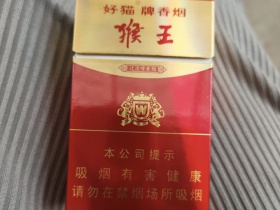 好猫 牌香烟
猴王
本公司提示
吸烟有害健康
请勿在禁烟场所吸烟